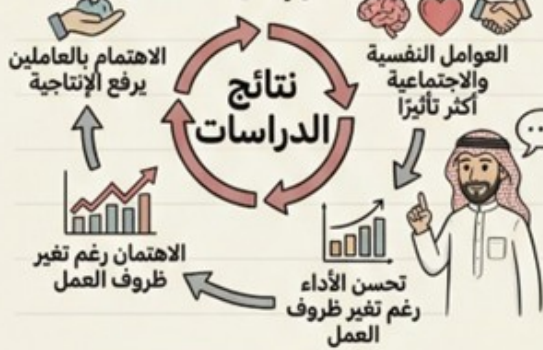 العوامل النفسية
والاجتماعية
أكثر تأثيرًا
الاهتمام بالعاملين
يرفع الإنتاجية
نتائج
الدراسات
تحسن الأداء
رغم تغير ظروف
العمل
الاهتمان رغم تغير
ظروف العمل